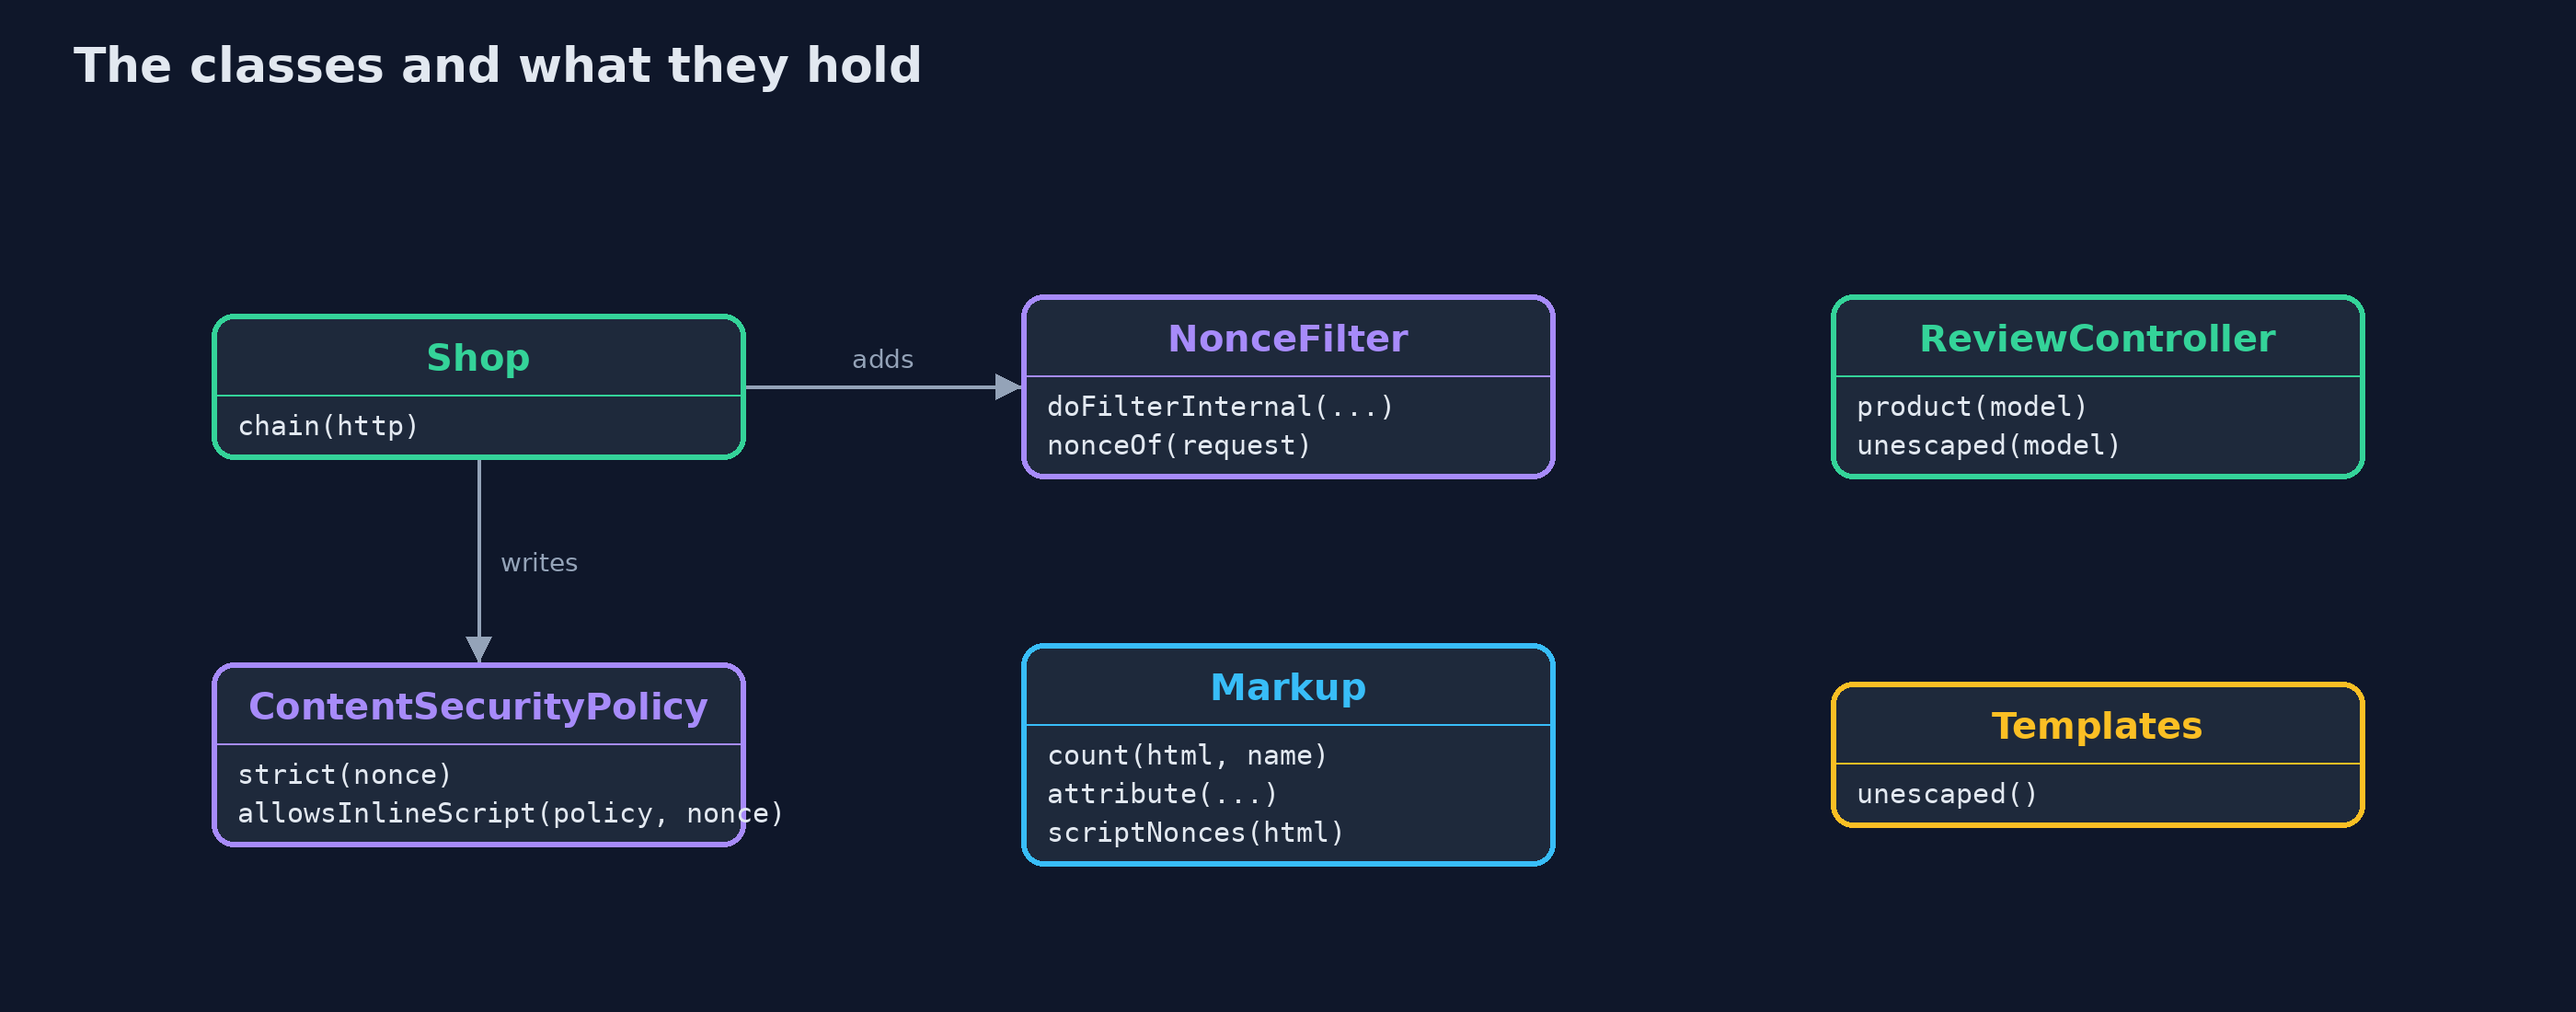 The classes and what they hold
Shop
chain(http)
adds
NonceFilter
doFilterInternal(...)
nonceOf(request)
ReviewController
product(model)
unescaped(model)
writes
ContentSecurityPolicy
strict(nonce)
allowsInlineScript(policy, nonce)
Markup
count(html, name)
attribute(...)
scriptNonces(html)
Templates
unescaped()